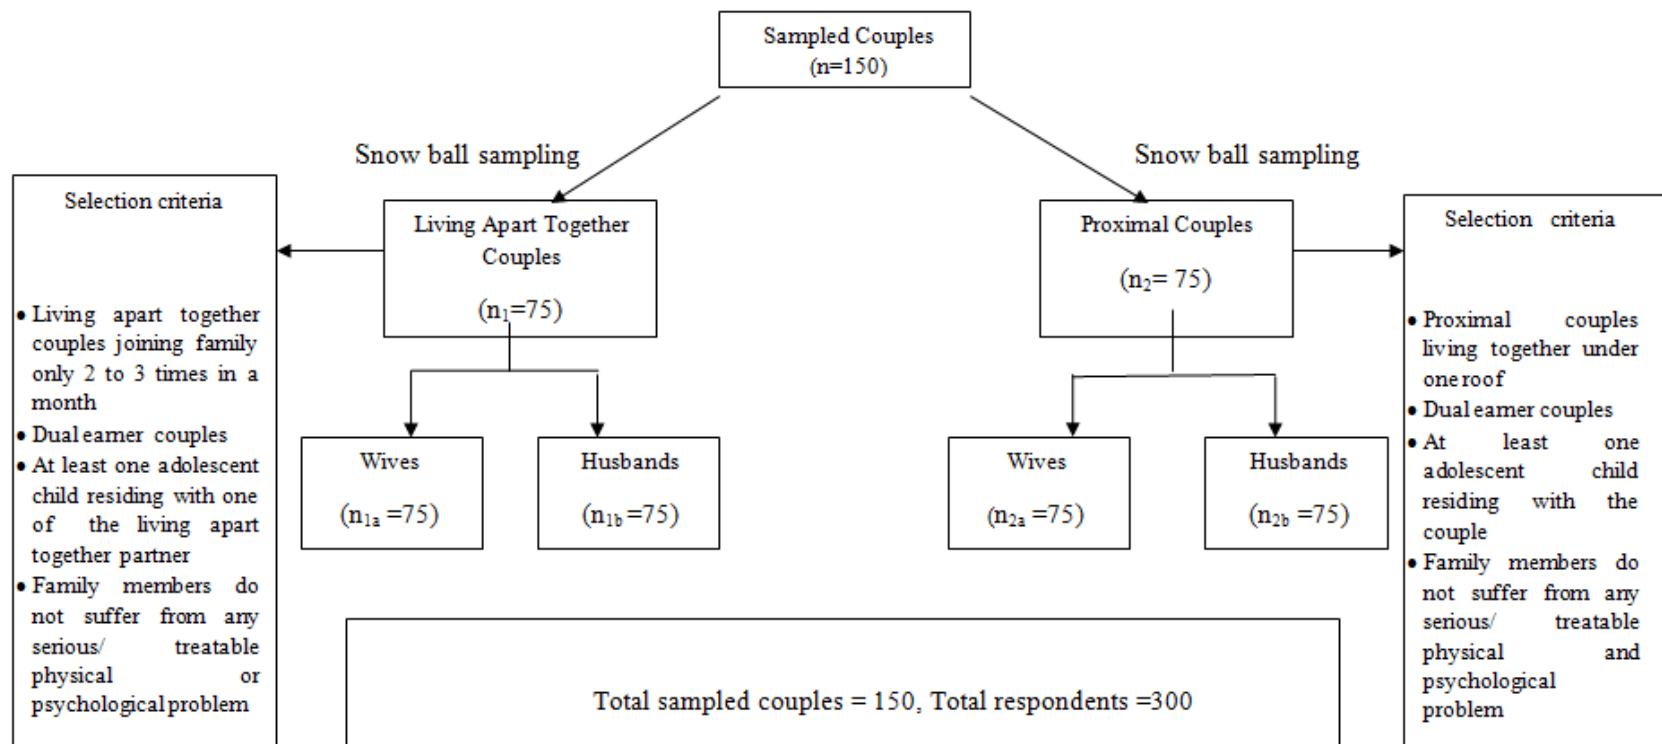 Sampled Couples
(n=150)
Snow ball sampling
Snow ball sampling
Selection criteria
• Living apart together
couples joining family
only 2 to 3 times in a
month
• Dual earner couples
• At least one adolescent
child residing with one
of the living apart
together partner
• Family members do
not suffer from any
serious/ treatable
physical or
psychological problem
Living Apart Together
Couples
(n₁=75)
Proximal Couples
(n₂= 75)
Selection criteria
• Proximal couples
living together under
one roof
• Dual earner couples
• At least one
adolescent child
residing with the
couple
• Family members do
not suffer from any
serious/ treatable
physical and
psychological
problem
Wives
(n1a =75)
Husbands
(n1b =75)
Wives
(n2a =75)
Husbands
(n2b =75)
Total sampled couples = 150, Total respondents =300